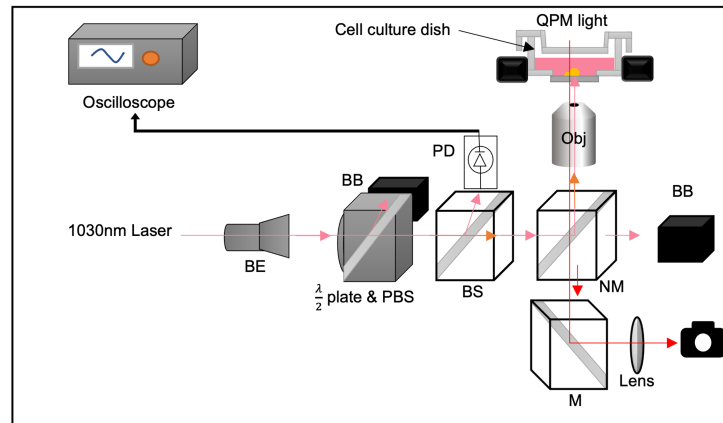 QPM light
Cell culture dish
Oscilloscope
PD
Obj
BB
BB
1030nm Laser
BE
λ/2 plate & PBS
BS
NM
Lens
M